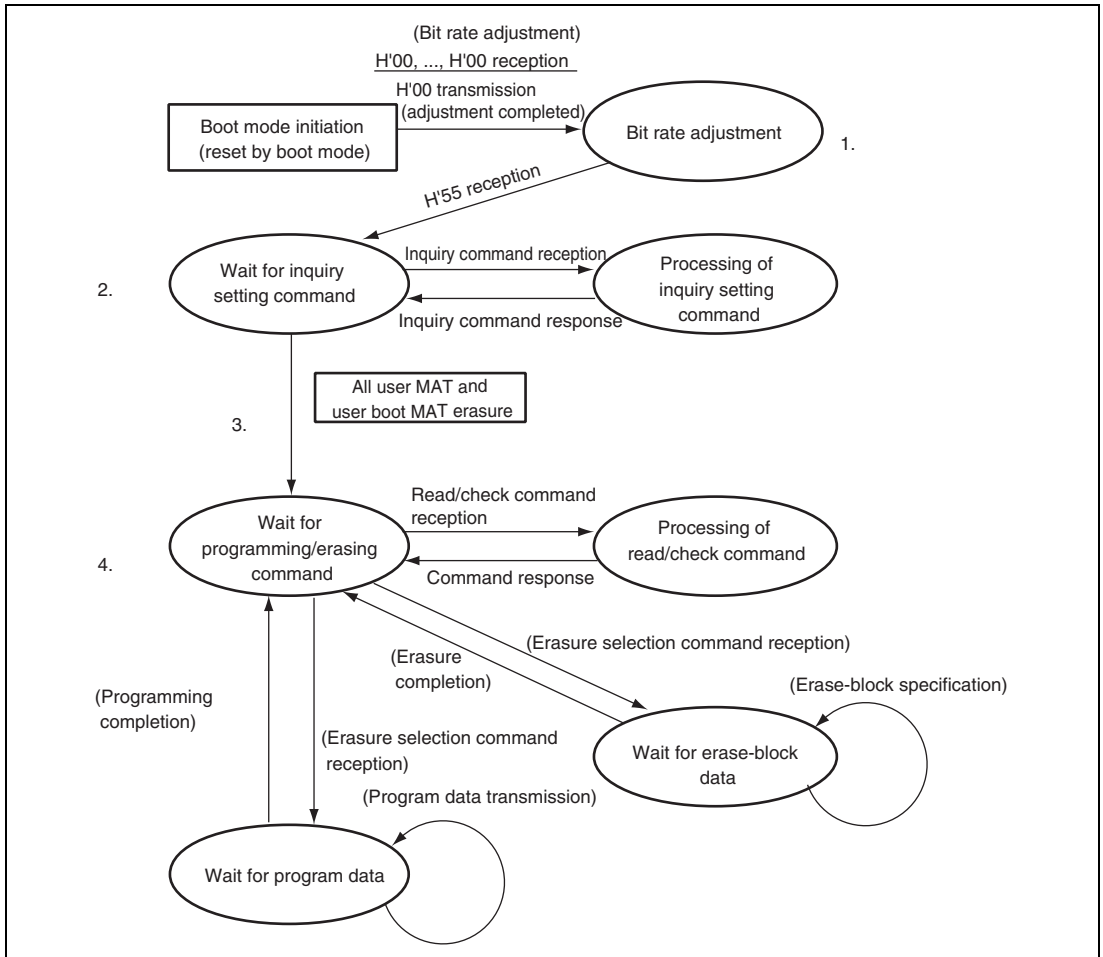 (Bit rate adjustment)
H'00, ..., H'00 reception
H'00 transmission
(adjustment completed)
Boot mode initiation
(reset by boot mode)
Bit rate adjustment
1.
H'55 reception
2.
Wait for inquiry
setting command
Inquiry command reception
Inquiry command response
Processing of
inquiry setting
command
All user MAT and
user boot MAT erasure
3.
4.
Wait for
programming/erasing
command
Read/check command
reception
Command response
Processing of
read/check command
(Erasure selection command reception)
(Erasure
completion)
(Erase-block specification)
(Programming
completion)
(Erasure selection command
reception)
Wait for erase-block
data
(Program data transmission)
Wait for program data